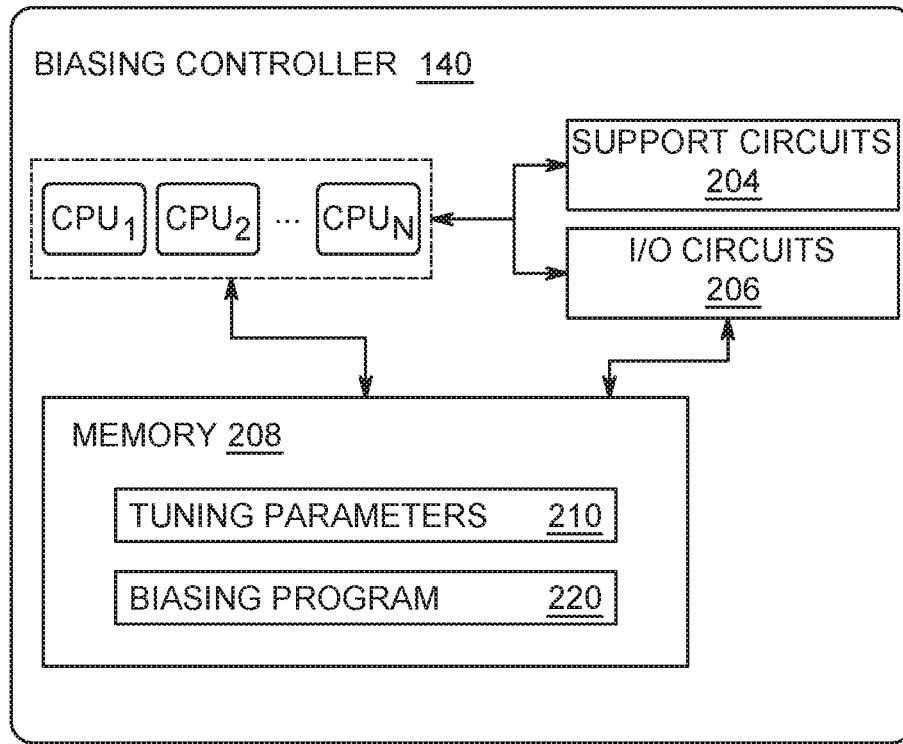 BIASING CONTROLLER 140
SUPPORT CIRCUITS
204
CPU1 CPU2 ... CPUN
I/O CIRCUITS
206
MEMORY 208
TUNING PARAMETERS 210
BIASING PROGRAM 220